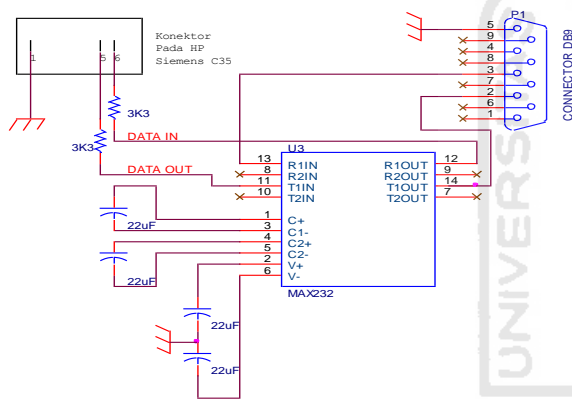 P1
5
9
4
8
3
7
2
6
1
CONNECTOR DB9
Konektor
Pada HP
Siemens C35
1
5
6
3K3
3K3
DATA IN
DATA OUT
U3
13
8
11
10
1
3
4
5
2
6
R1IN
R2IN
T1IN
T2IN
C+
C1-
C2+
C2-
V+
V-
R1OUT
R2OUT
T1OUT
T2OUT
12
9
14
7
MAX232
22uF
22uF
22uF
22uF
UNIVERSITAS